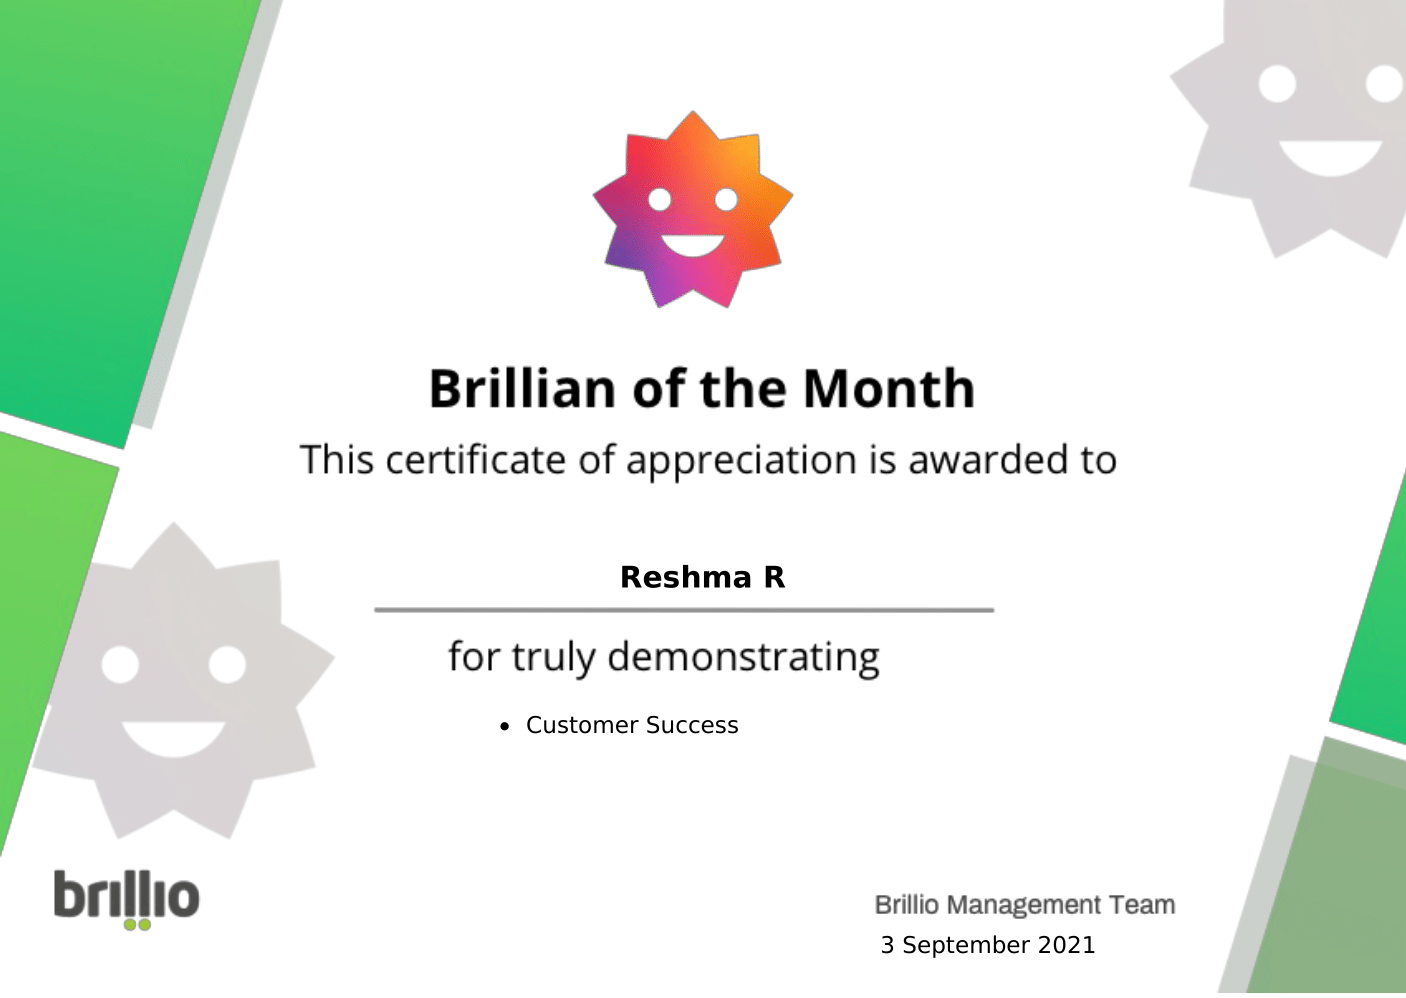 Brillian of the Month
This certificate of appreciation is awarded to
Reshma R
for truly demonstrating
• Customer Success
brillio
Brillio Management Team
3 September 2021